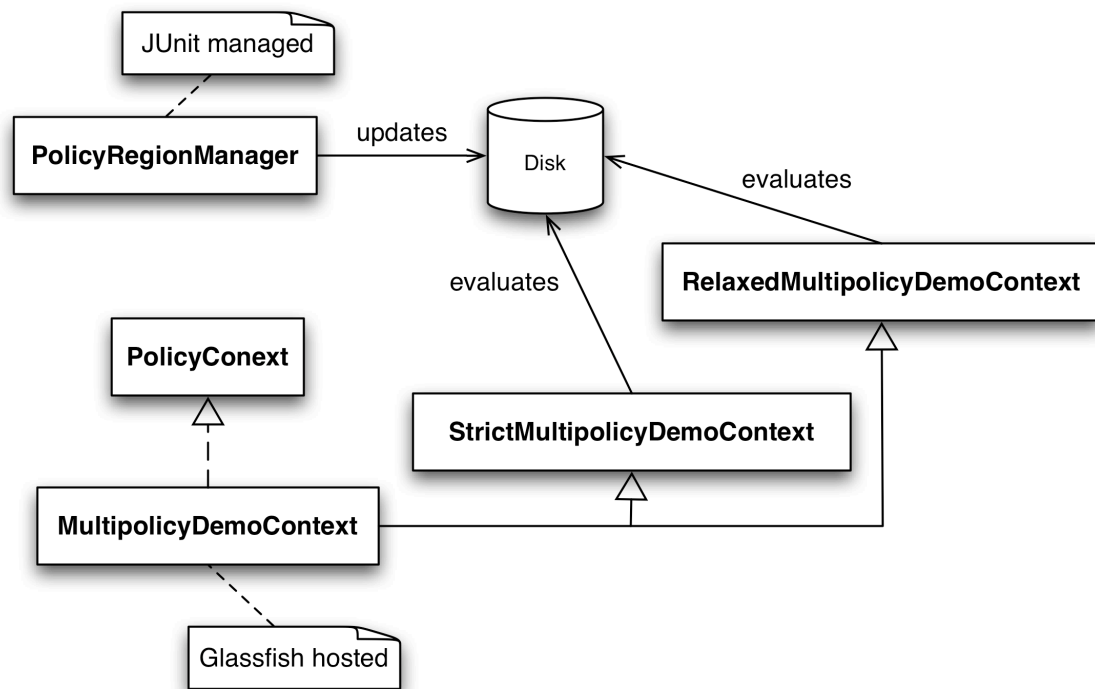 JUnit managed
PolicyRegionManager
updates
Disk
evaluates
RelaxedMultipolicyDemoContext
evaluates
PolicyConext
StrictMultipolicyDemoContext
MultipolicyDemoContext
Glassfish hosted